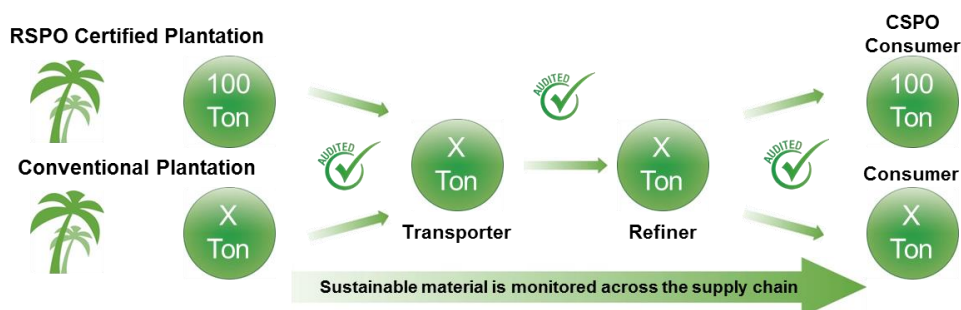 RSPO Certified Plantation
100
Ton
Conventional Plantation
X
Ton
AUDITED
X
Ton
Transporter
AUDITED
X
Ton
Refiner
AUDITED
CSPO
Consumer
100
Ton
Consumer
X
Ton
Sustainable material is monitored across the supply chain